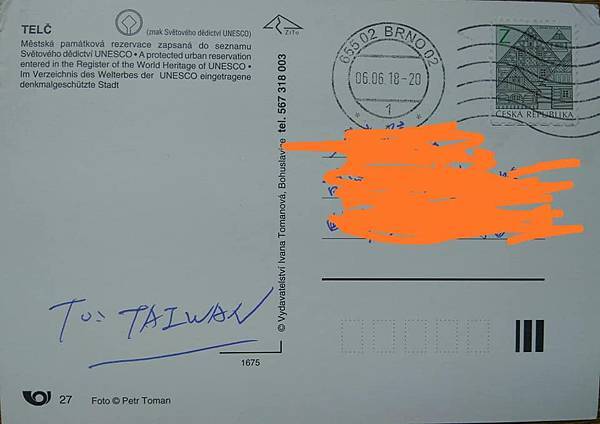 TELČ
(znak Světového dědictví UNESCO)
Městská památková rezervace zapsaná do seznamu
Světového dědictví UNESCO • A protected urban reservation
entered in the Register of the World Heritage of UNESCO •
Im Verzeichnis des Welterbes der UNESCO eingetragene
denkmalgeschützte Stadt
ZiTo
© Vydavatelství Ivana Tomanová, Bohuslavice tel. 567 318 003
655 02 BRNO 02
06.06.18-20
1
Z
ČESKÁ REPUBLIKA
To: TAIWAN
1675
27
Foto © Petr Toman